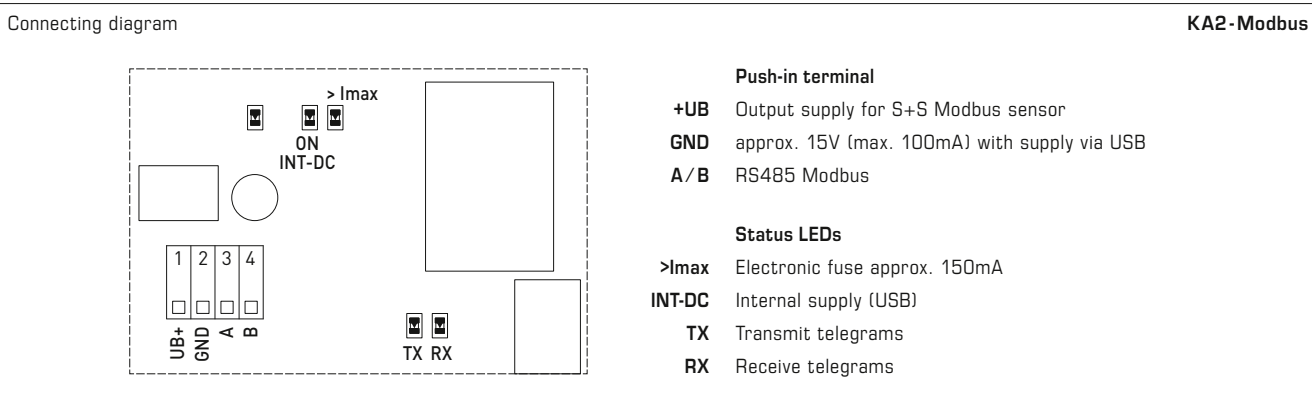 Connecting diagram
KA2-Modbus
> Imax
ON
INT-DC
1 2 3 4
UB+
GND
A
B
TX RX
Push-in terminal
+UB Output supply for S+S Modbus sensor
GND approx. 15V (max. 100mA) with supply via USB
A/B RS485 Modbus
Status LEDs
>Imax Electronic fuse approx. 150mA
INT-DC Internal supply (USB)
TX Transmit telegrams
RX Receive telegrams